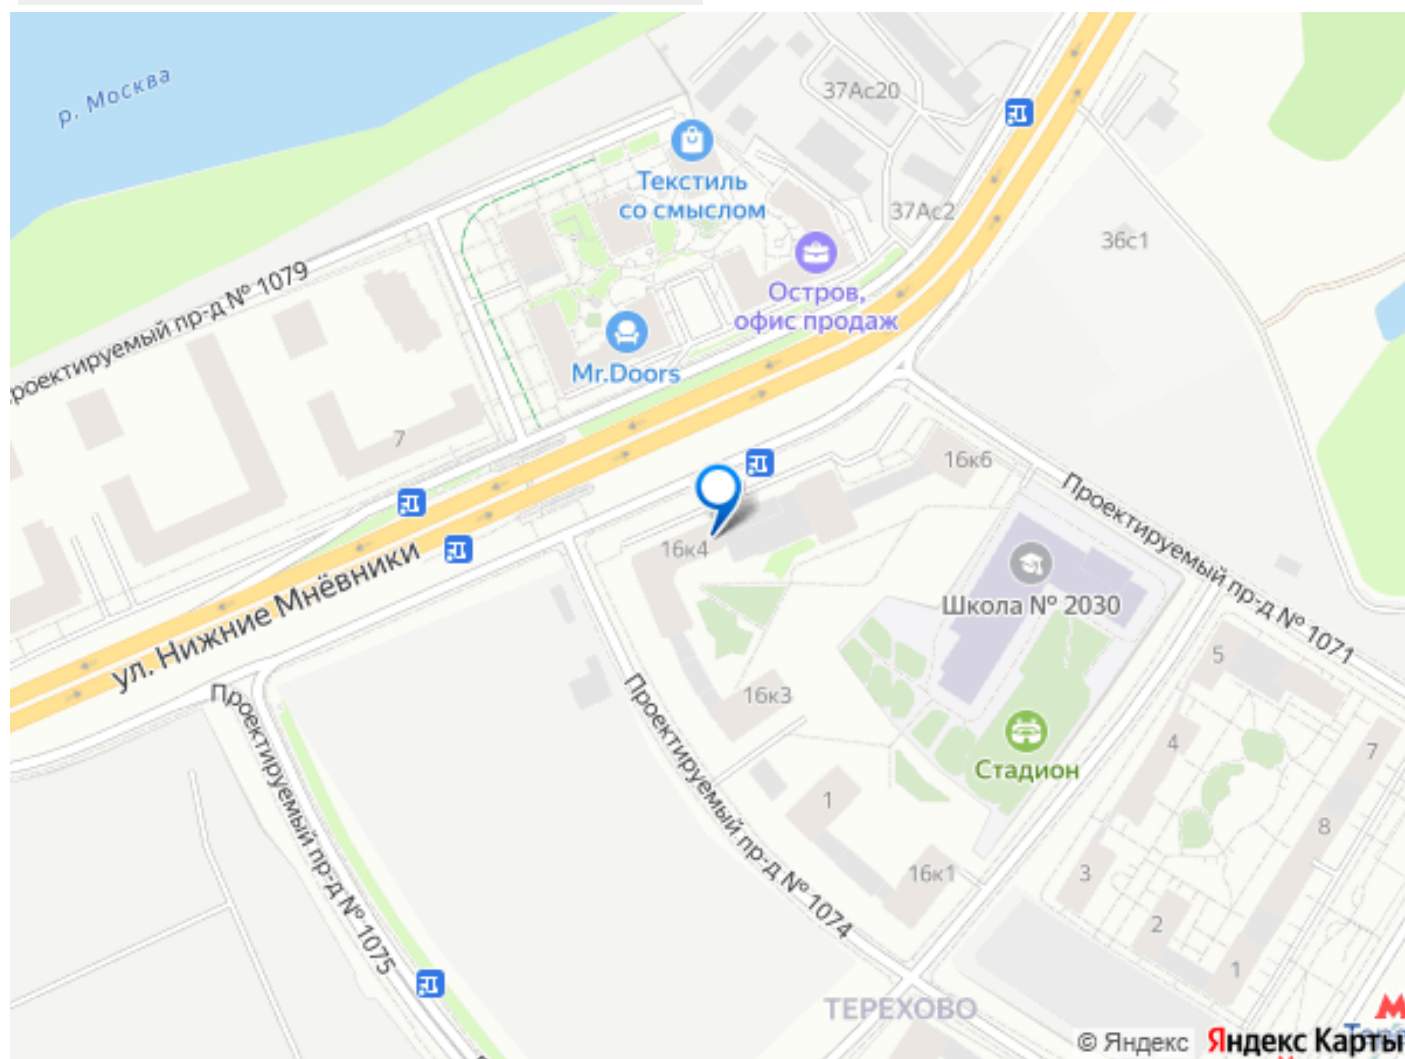 р. Москва
37Ас20
Текстиль
со смыслом
37Ас2
36с1
Остров,
офис продаж
Проектируемый пр-д № 1079
Mr.Doors
7
16к6
Проектируемый пр-д № 1071
16к4
Школа № 2030
ул. Нижние Мнёвники
5
16к3
Проектируемый пр-д № 1075
Проектируемый пр-д № 1074
Стадион
4
7
1
8
16к1
3
2
1
ТЕРЕХОВО
© Яндекс
Яндекс Карты